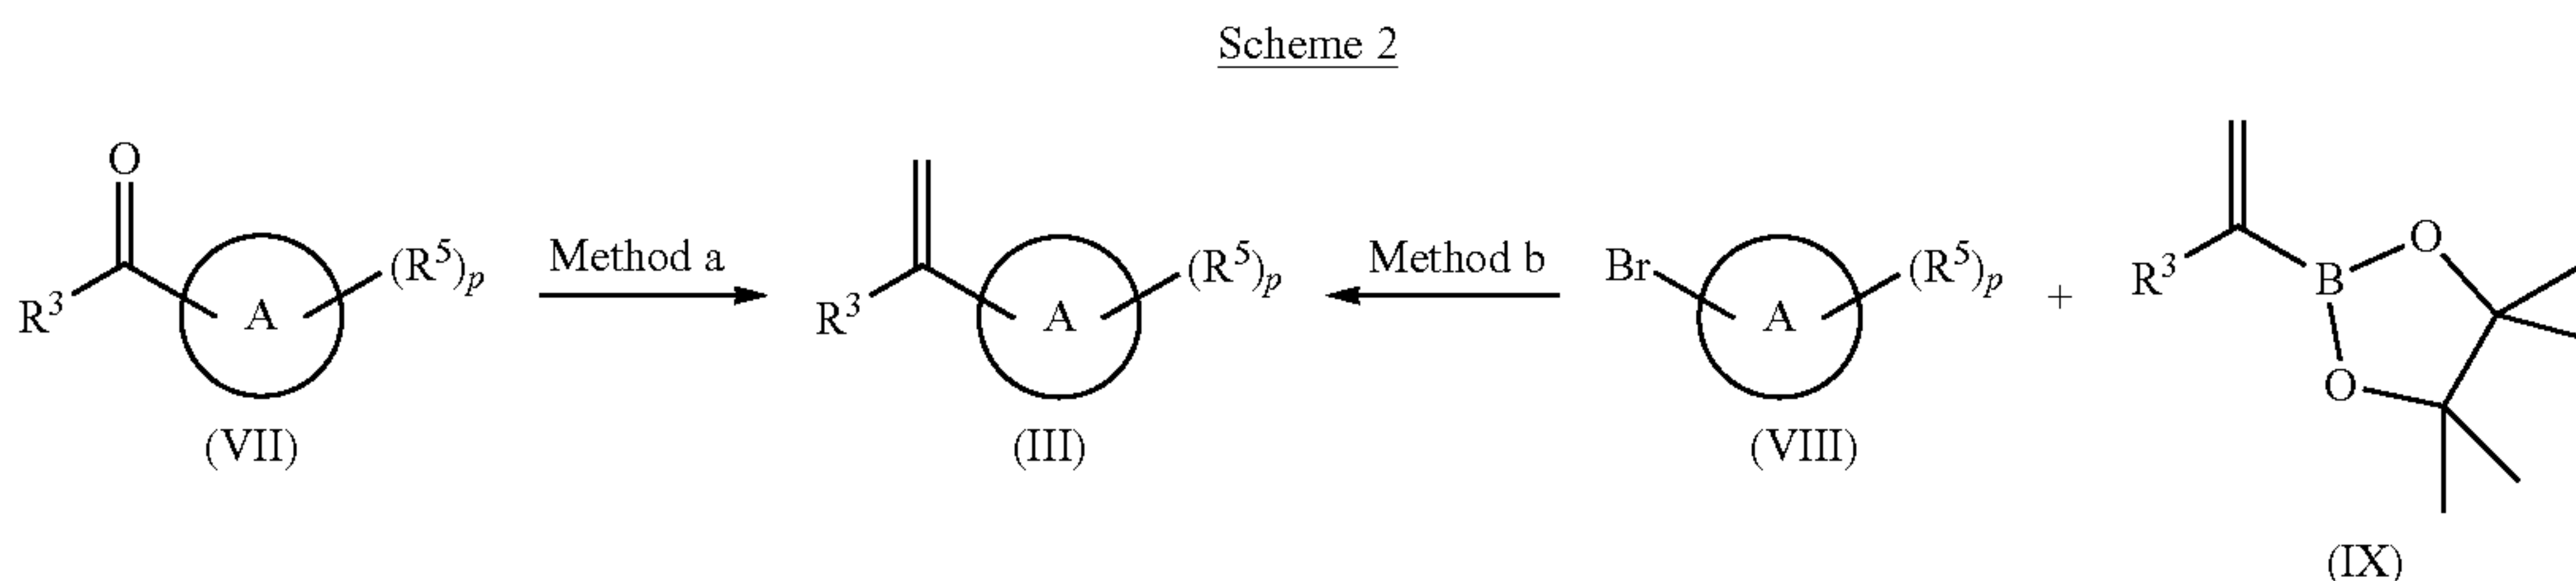 Scheme 2
O
R³
A
(R⁵)p
(VII)
Method a
R³
A
(R⁵)p
(III)
Method b
Br
A
(R⁵)p
(VIII)
+
R³
B
O
O
(IX)